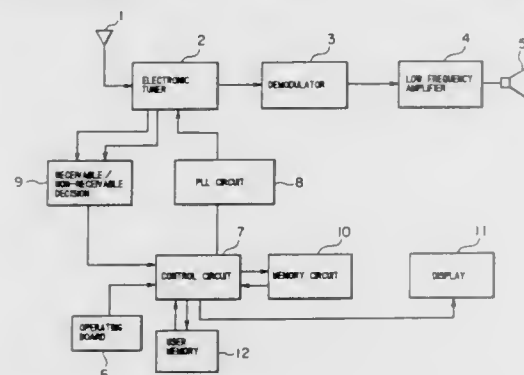 1
2
3
4
5
ELECTRONIC
TUNER
DEMODULATOR
LOW FREQUENCY
AMPLIFIER
RECEIVABLE /
NON-RECEIVABLE
DECISION
9
PLL CIRCUIT
8
7
10
11
CONTROL CIRCUIT
MEMORY CIRCUIT
DISPLAY
OPERATING
BOARD
USER
MEMORY
6
12